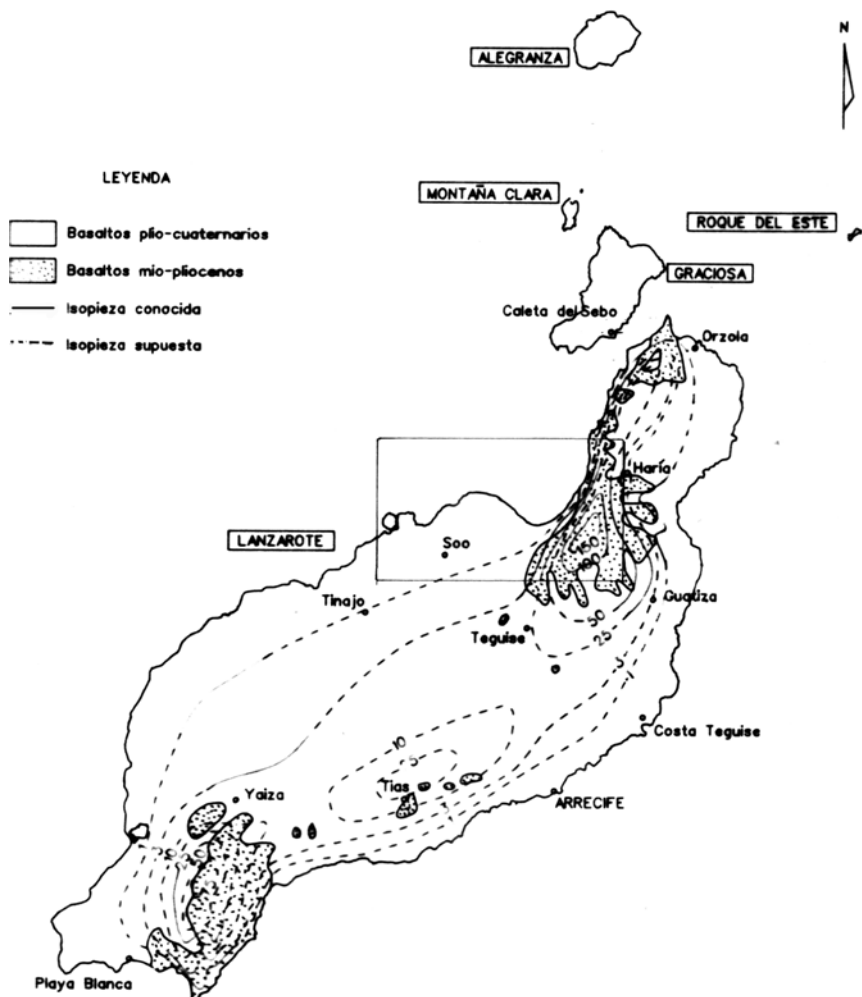 ALEGRANZA
N
LEYENDA
MONTAÑA CLARA
ROQUE DEL ESTE
Basaltos plio-cuaternarios
Basaltos mio-pliocenos
GRACIOSA
Isopieza conocida
Caleta del Sebo
Isopieza supuesta
Orzola
Haría
LANZAROTE
Soo
150
100
Tinajo
Guatiza
50
Teguise
25
3
1
Costa Teguise
10
5
Tias
Yaiza
ARRECIFE
Playa Blanca